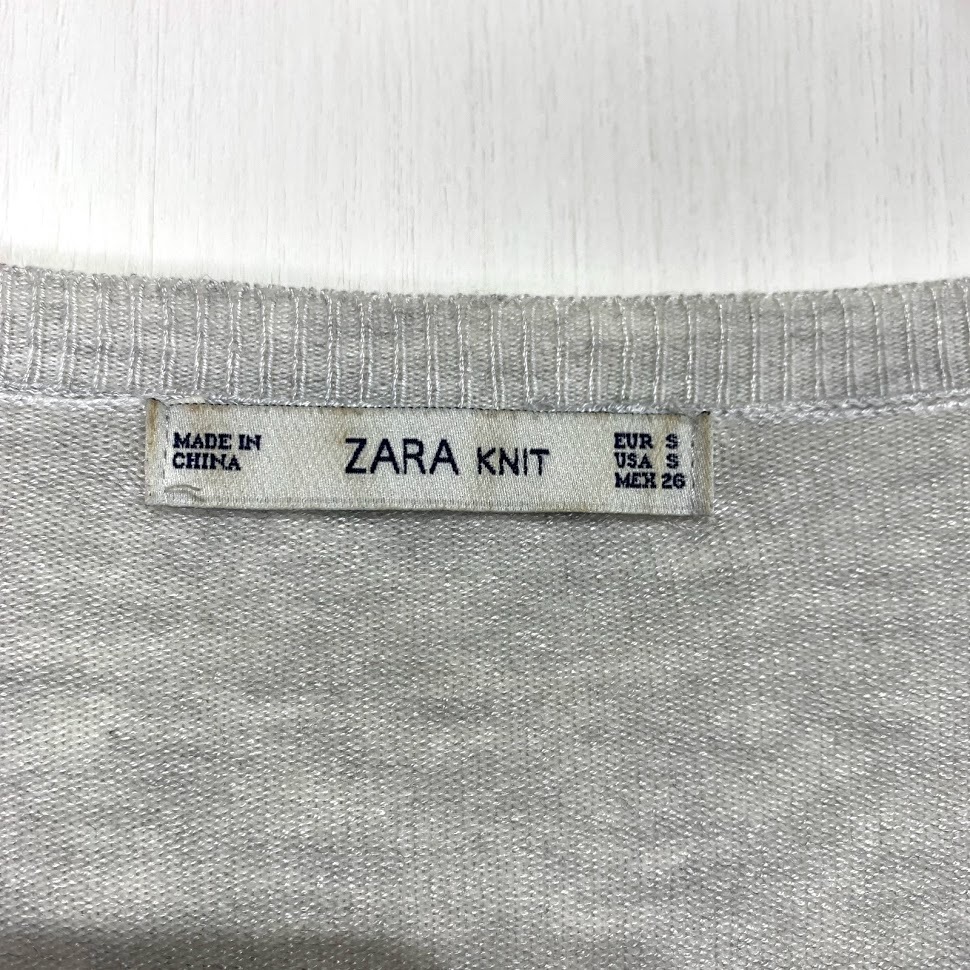 MADE IN
CHINA
ZARA KNIT
EUR S
USA S
MEX 26